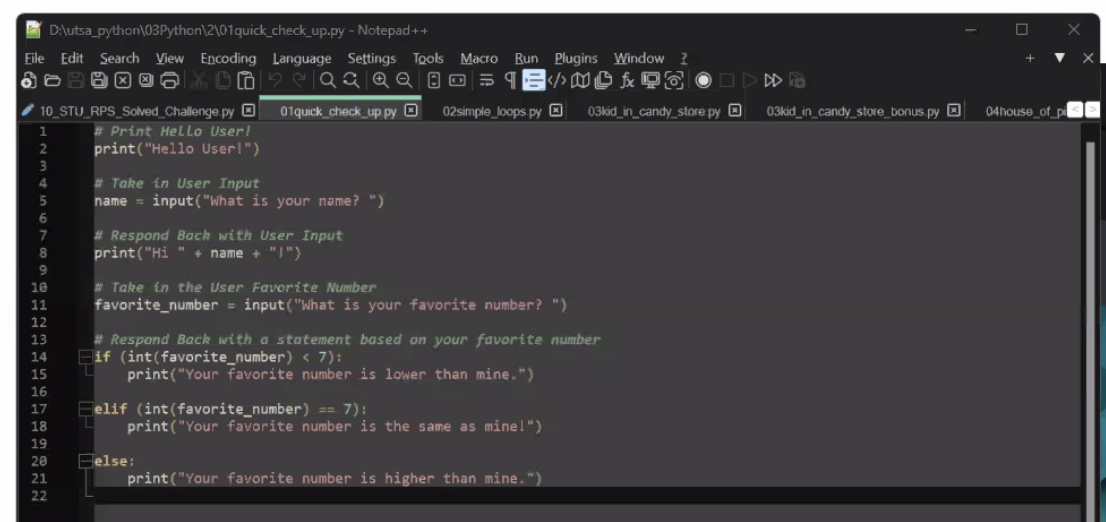 D:\utsa_python\03Python\2\01quick_check_up.py - Notepad++
File Edit Search View Encoding Language Settings Tools Macro Run Plugins Window ?
10_STU_RPS_Solved_Challenge.py 01quick_check_up.py 02simple_loops.py 03kid_in_candy_store.py 03kid_in_candy_store_bonus.py 04house_of_p
1 # Print Hello User!
2 print("Hello User!")
3
4 # Take in User Input
5 name = input("What is your name? ")
6
7 # Respond Back with User Input
8 print("Hi " + name + "!")
9
10 # Take in the User Favorite Number
11 favorite_number = input("What is your favorite number? ")
12
13 # Respond Back with a statement based on your favorite number
14 if (int(favorite_number) < 7):
15 print("Your favorite number is lower than mine.")
16
17 elif (int(favorite_number) == 7):
18 print("Your favorite number is the same as mine!")
19
20 else:
21 print("Your favorite number is higher than mine.")
22